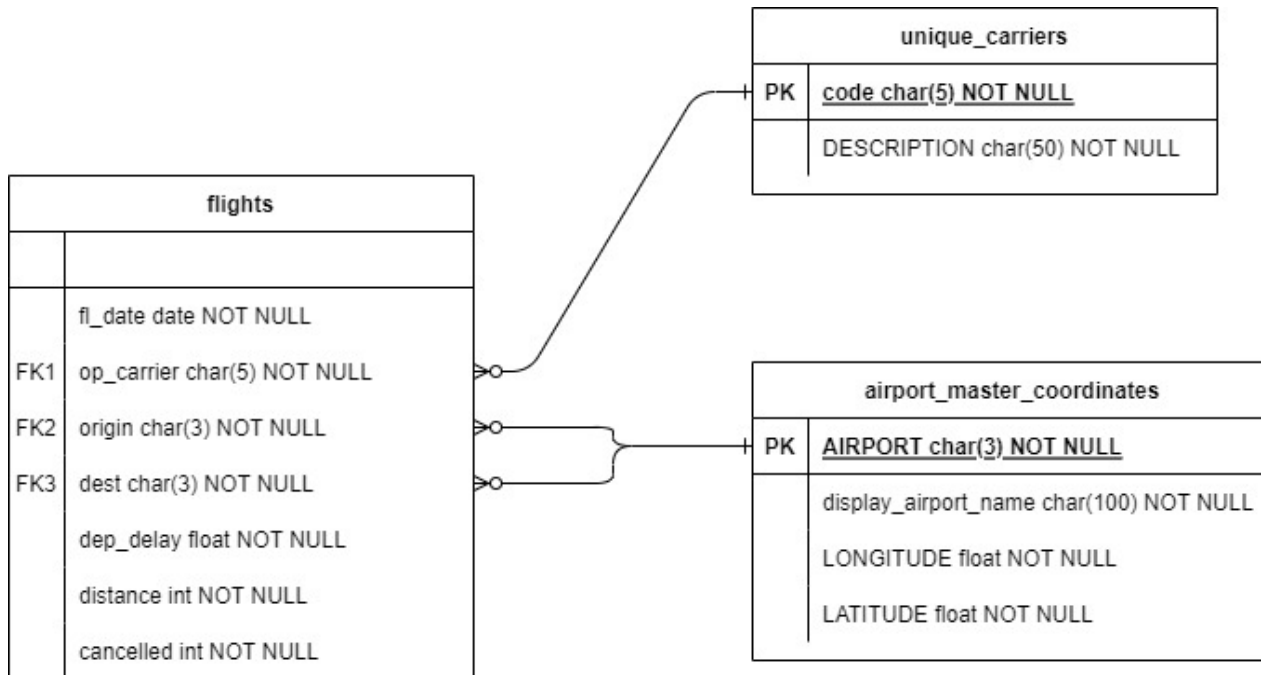 unique_carriers
PK code char(5) NOT NULL
DESCRIPTION char(50) NOT NULL
flights
fl_date date NOT NULL
FK1 op_carrier char(5) NOT NULL
FK2 origin char(3) NOT NULL
FK3 dest char(3) NOT NULL
dep_delay float NOT NULL
distance int NOT NULL
cancelled int NOT NULL
airport_master_coordinates
PK AIRPORT char(3) NOT NULL
display_airport_name char(100) NOT NULL
LONGITUDE float NOT NULL
LATITUDE float NOT NULL